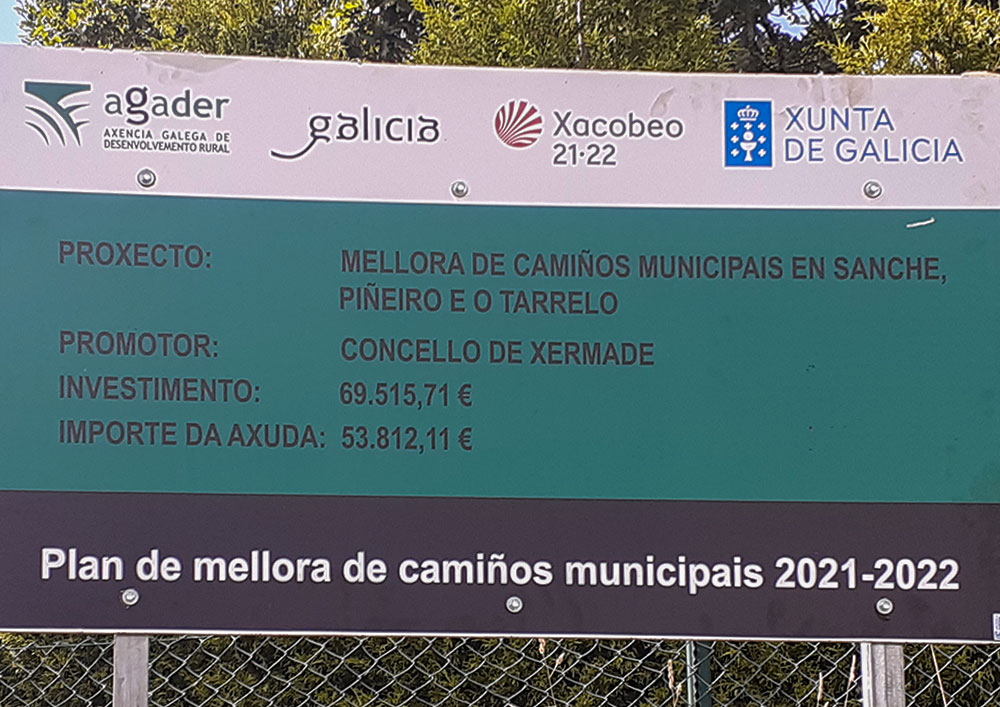 agader
AXENCIA GALEGA DE
DESENVOLVEMENTO RURAL
galicia
Xacobeo
21·22
XUNTA
DE GALICIA
PROXECTO: MELLORA DE CAMIÑOS MUNICIPAIS EN SANCHE,
PIÑEIRO E O TARRELO
PROMOTOR: CONCELLO DE XERMADE
INVESTIMENTO: 69.515,71 €
IMPORTE DA AXUDA: 53.812,11 €
Plan de mellora de camiños municipais 2021-2022